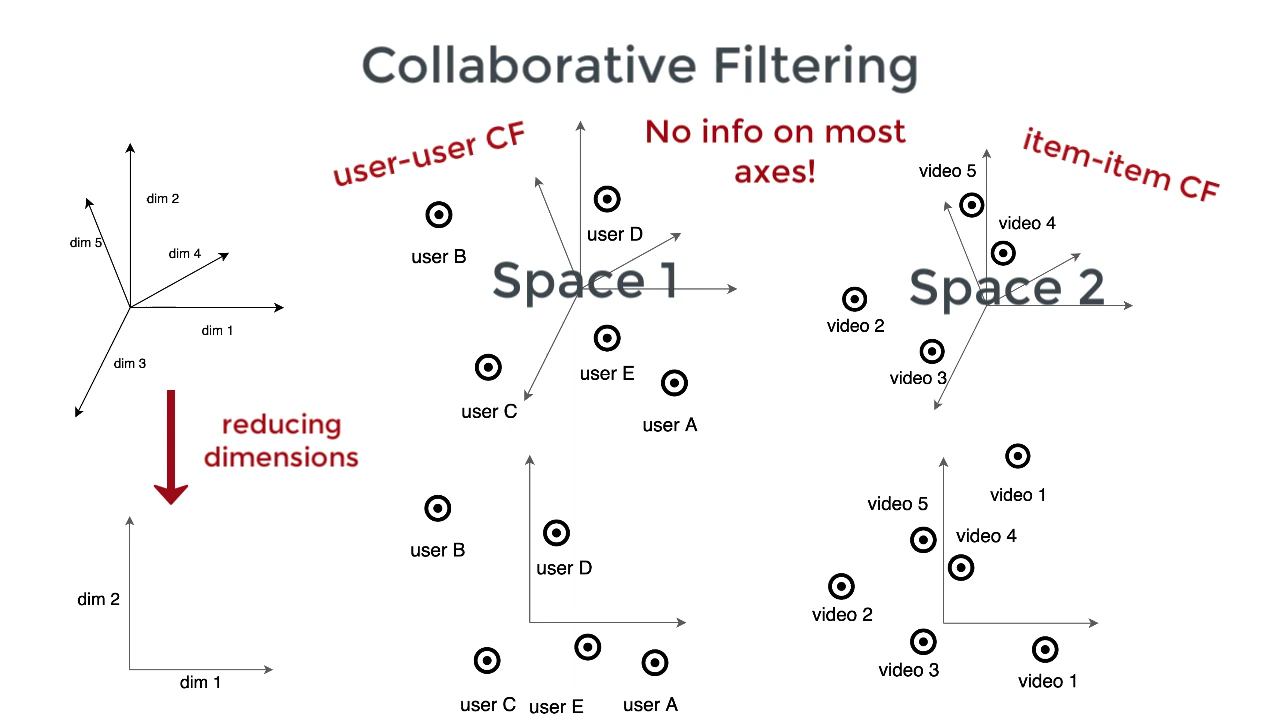 Collaborative Filtering
user-user CF
No info on most
axes!
item-item CF
dim 2
dim 5
dim 4
dim 1
dim 3
user B
user D
Space 1
user E
user C
user A
video 5
video 4
Space 2
video 2
video 3
reducing
dimensions
dim 2
dim 1
user B
user D
user C
user E
user A
video 1
video 5
video 4
video 2
video 3
video 1